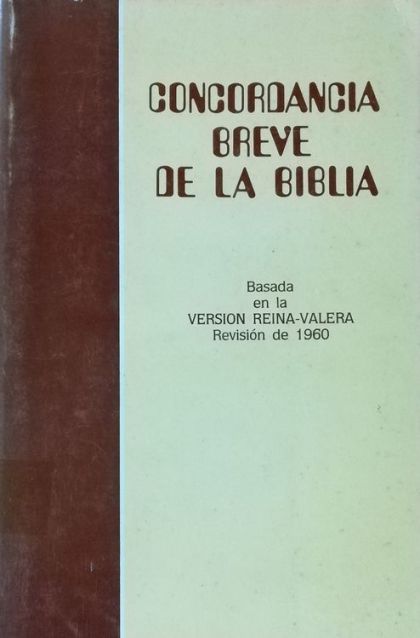 CONCORDANCIA
BREVE
DE LA BIBLIA
Basada
en la
VERSION REINA-VALERA
Revisión de 1960